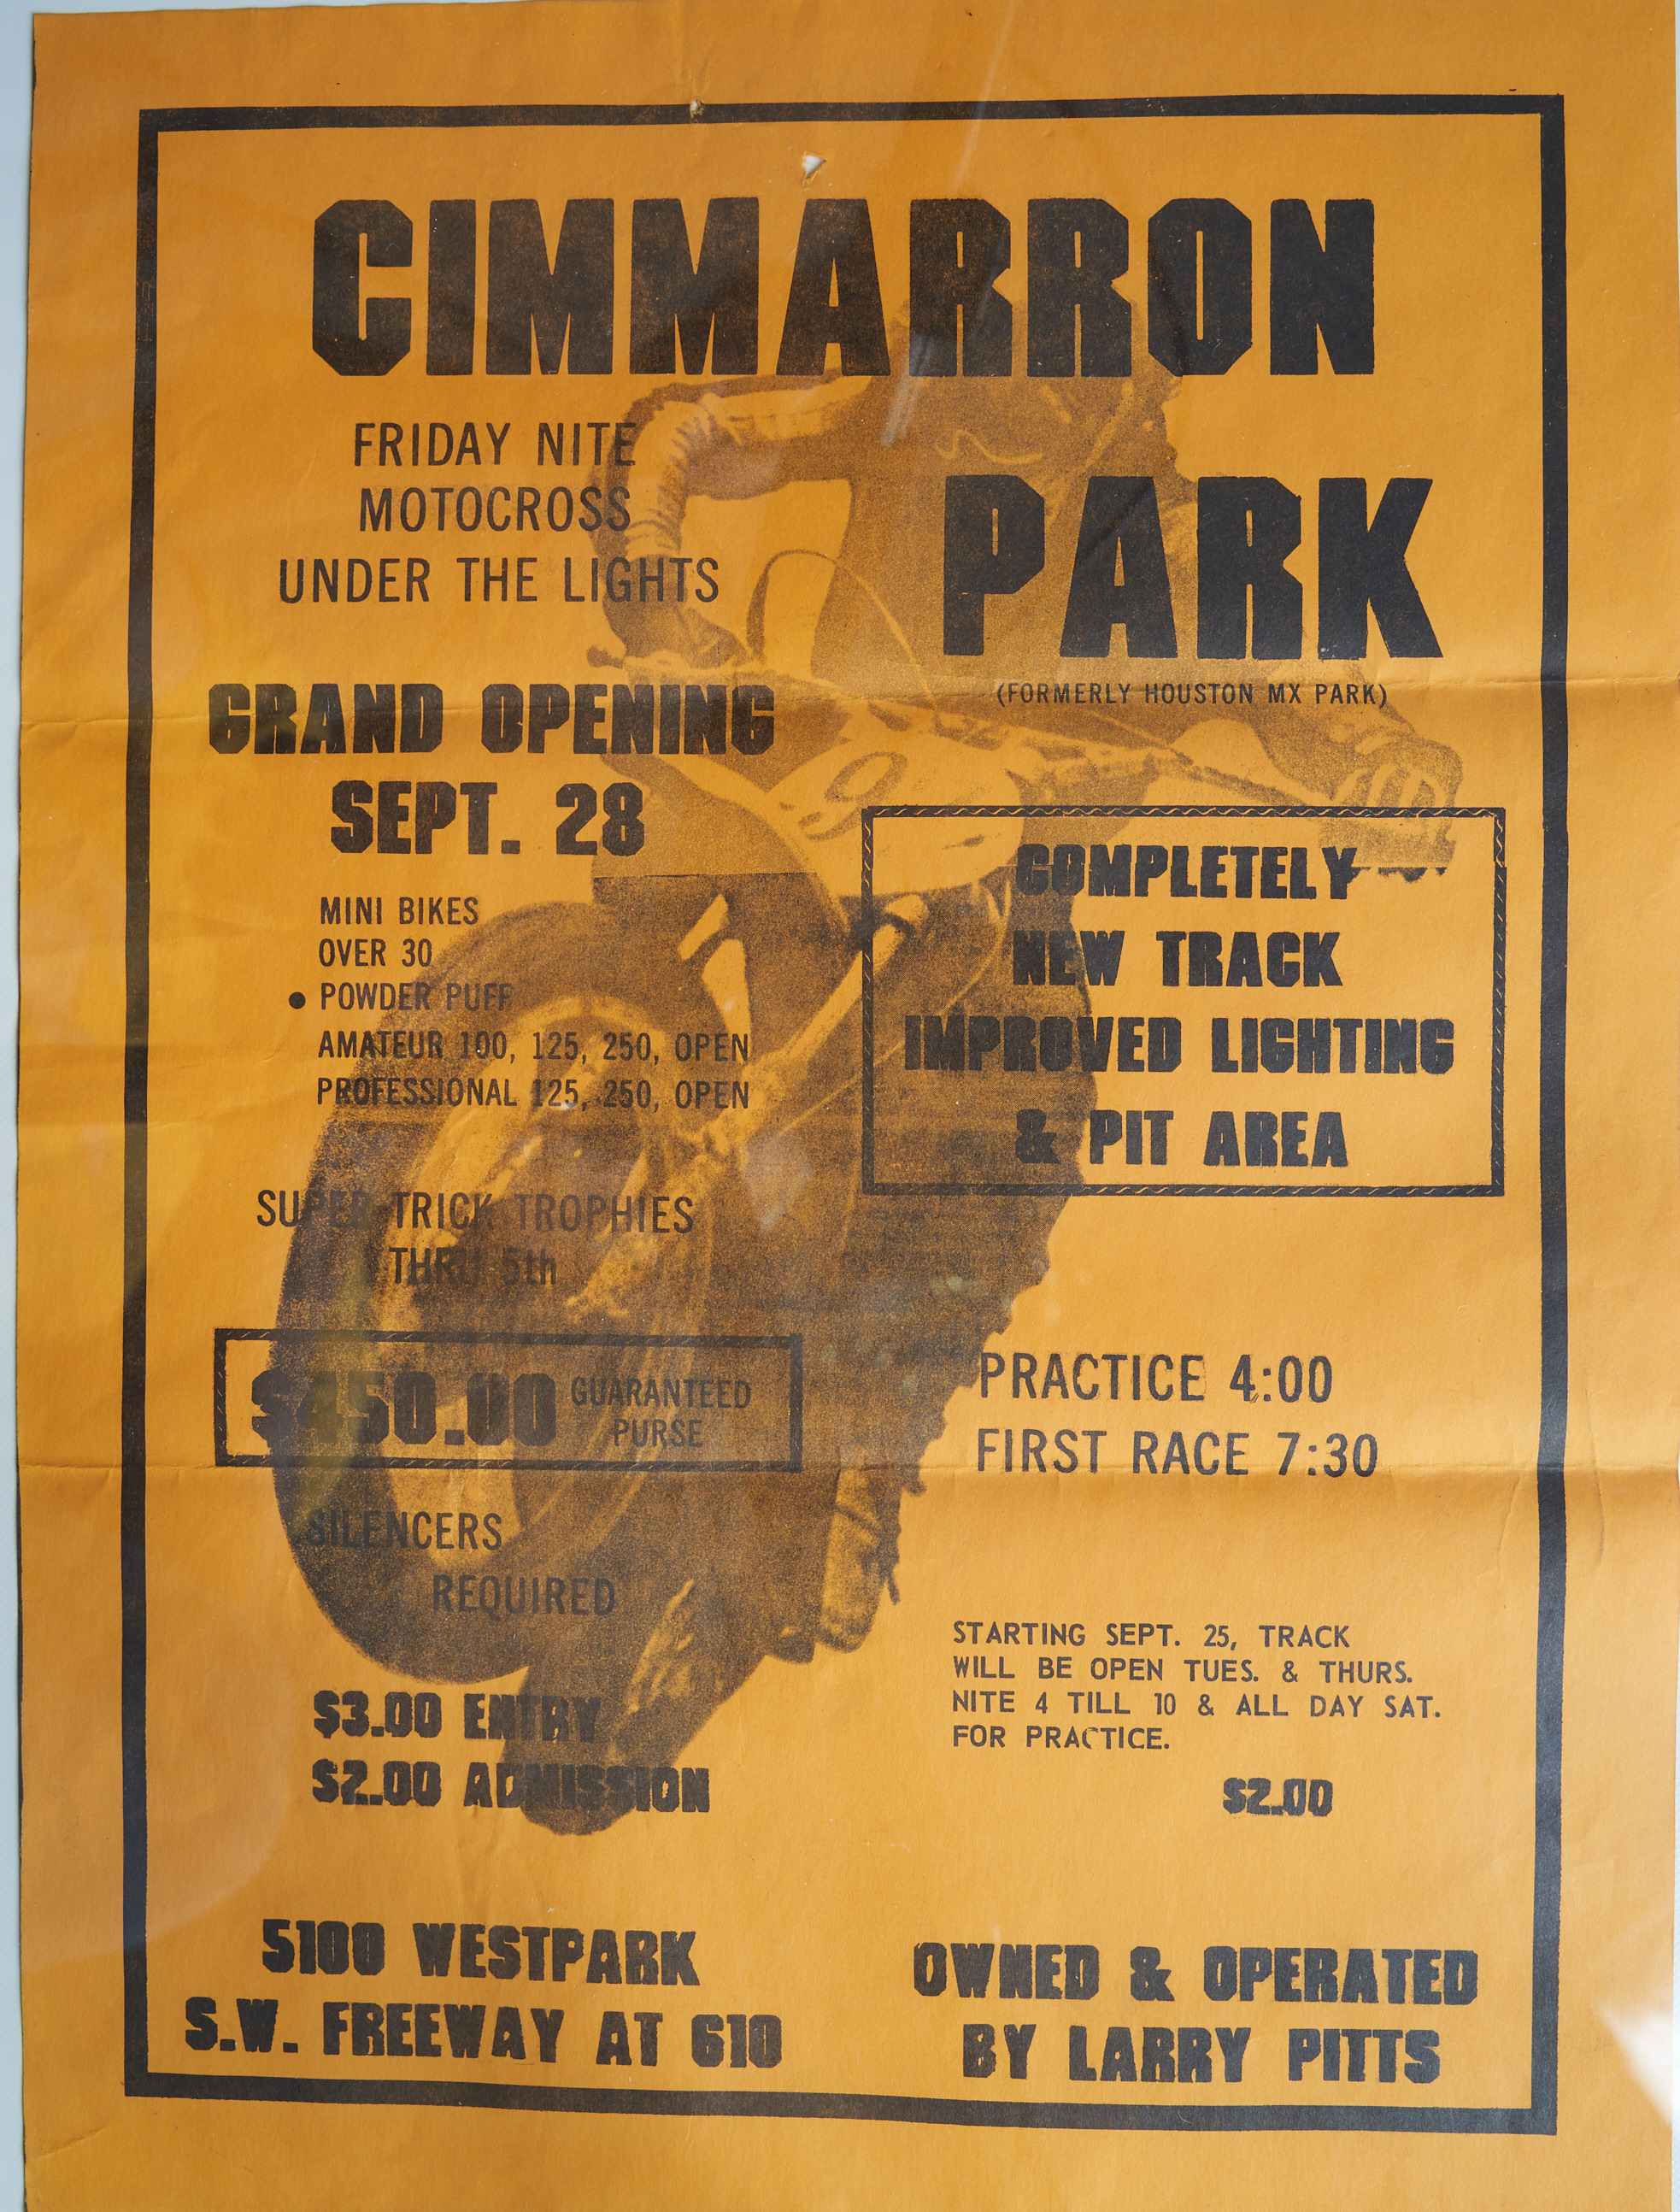 CIMMARRON
PARK
(FORMERLY HOUSTON MX PARK)
FRIDAY NITE
MOTOCROSS
UNDER THE LIGHTS
GRAND OPENING
SEPT. 28
MINI BIKES
OVER 30
• POWDER PUFF
AMATEUR 100, 125, 250, OPEN
PROFESSIONAL 125, 250, OPEN
SUPER TRICK TROPHIES
THRU 5th
$450.00 GUARANTEED
PURSE
SILENCERS
REQUIRED
$3.00 ENTRY
$2.00 ADMISSION
COMPLETELY
NEW TRACK
IMPROVED LIGHTING
& PIT AREA
PRACTICE 4:00
FIRST RACE 7:30
STARTING SEPT. 25, TRACK
WILL BE OPEN TUES. & THURS.
NITE 4 TILL 10 & ALL DAY SAT.
FOR PRACTICE.
$2.00
5100 WESTPARK
S.W. FREEWAY AT 610
OWNED & OPERATED
BY LARRY PITTS
9